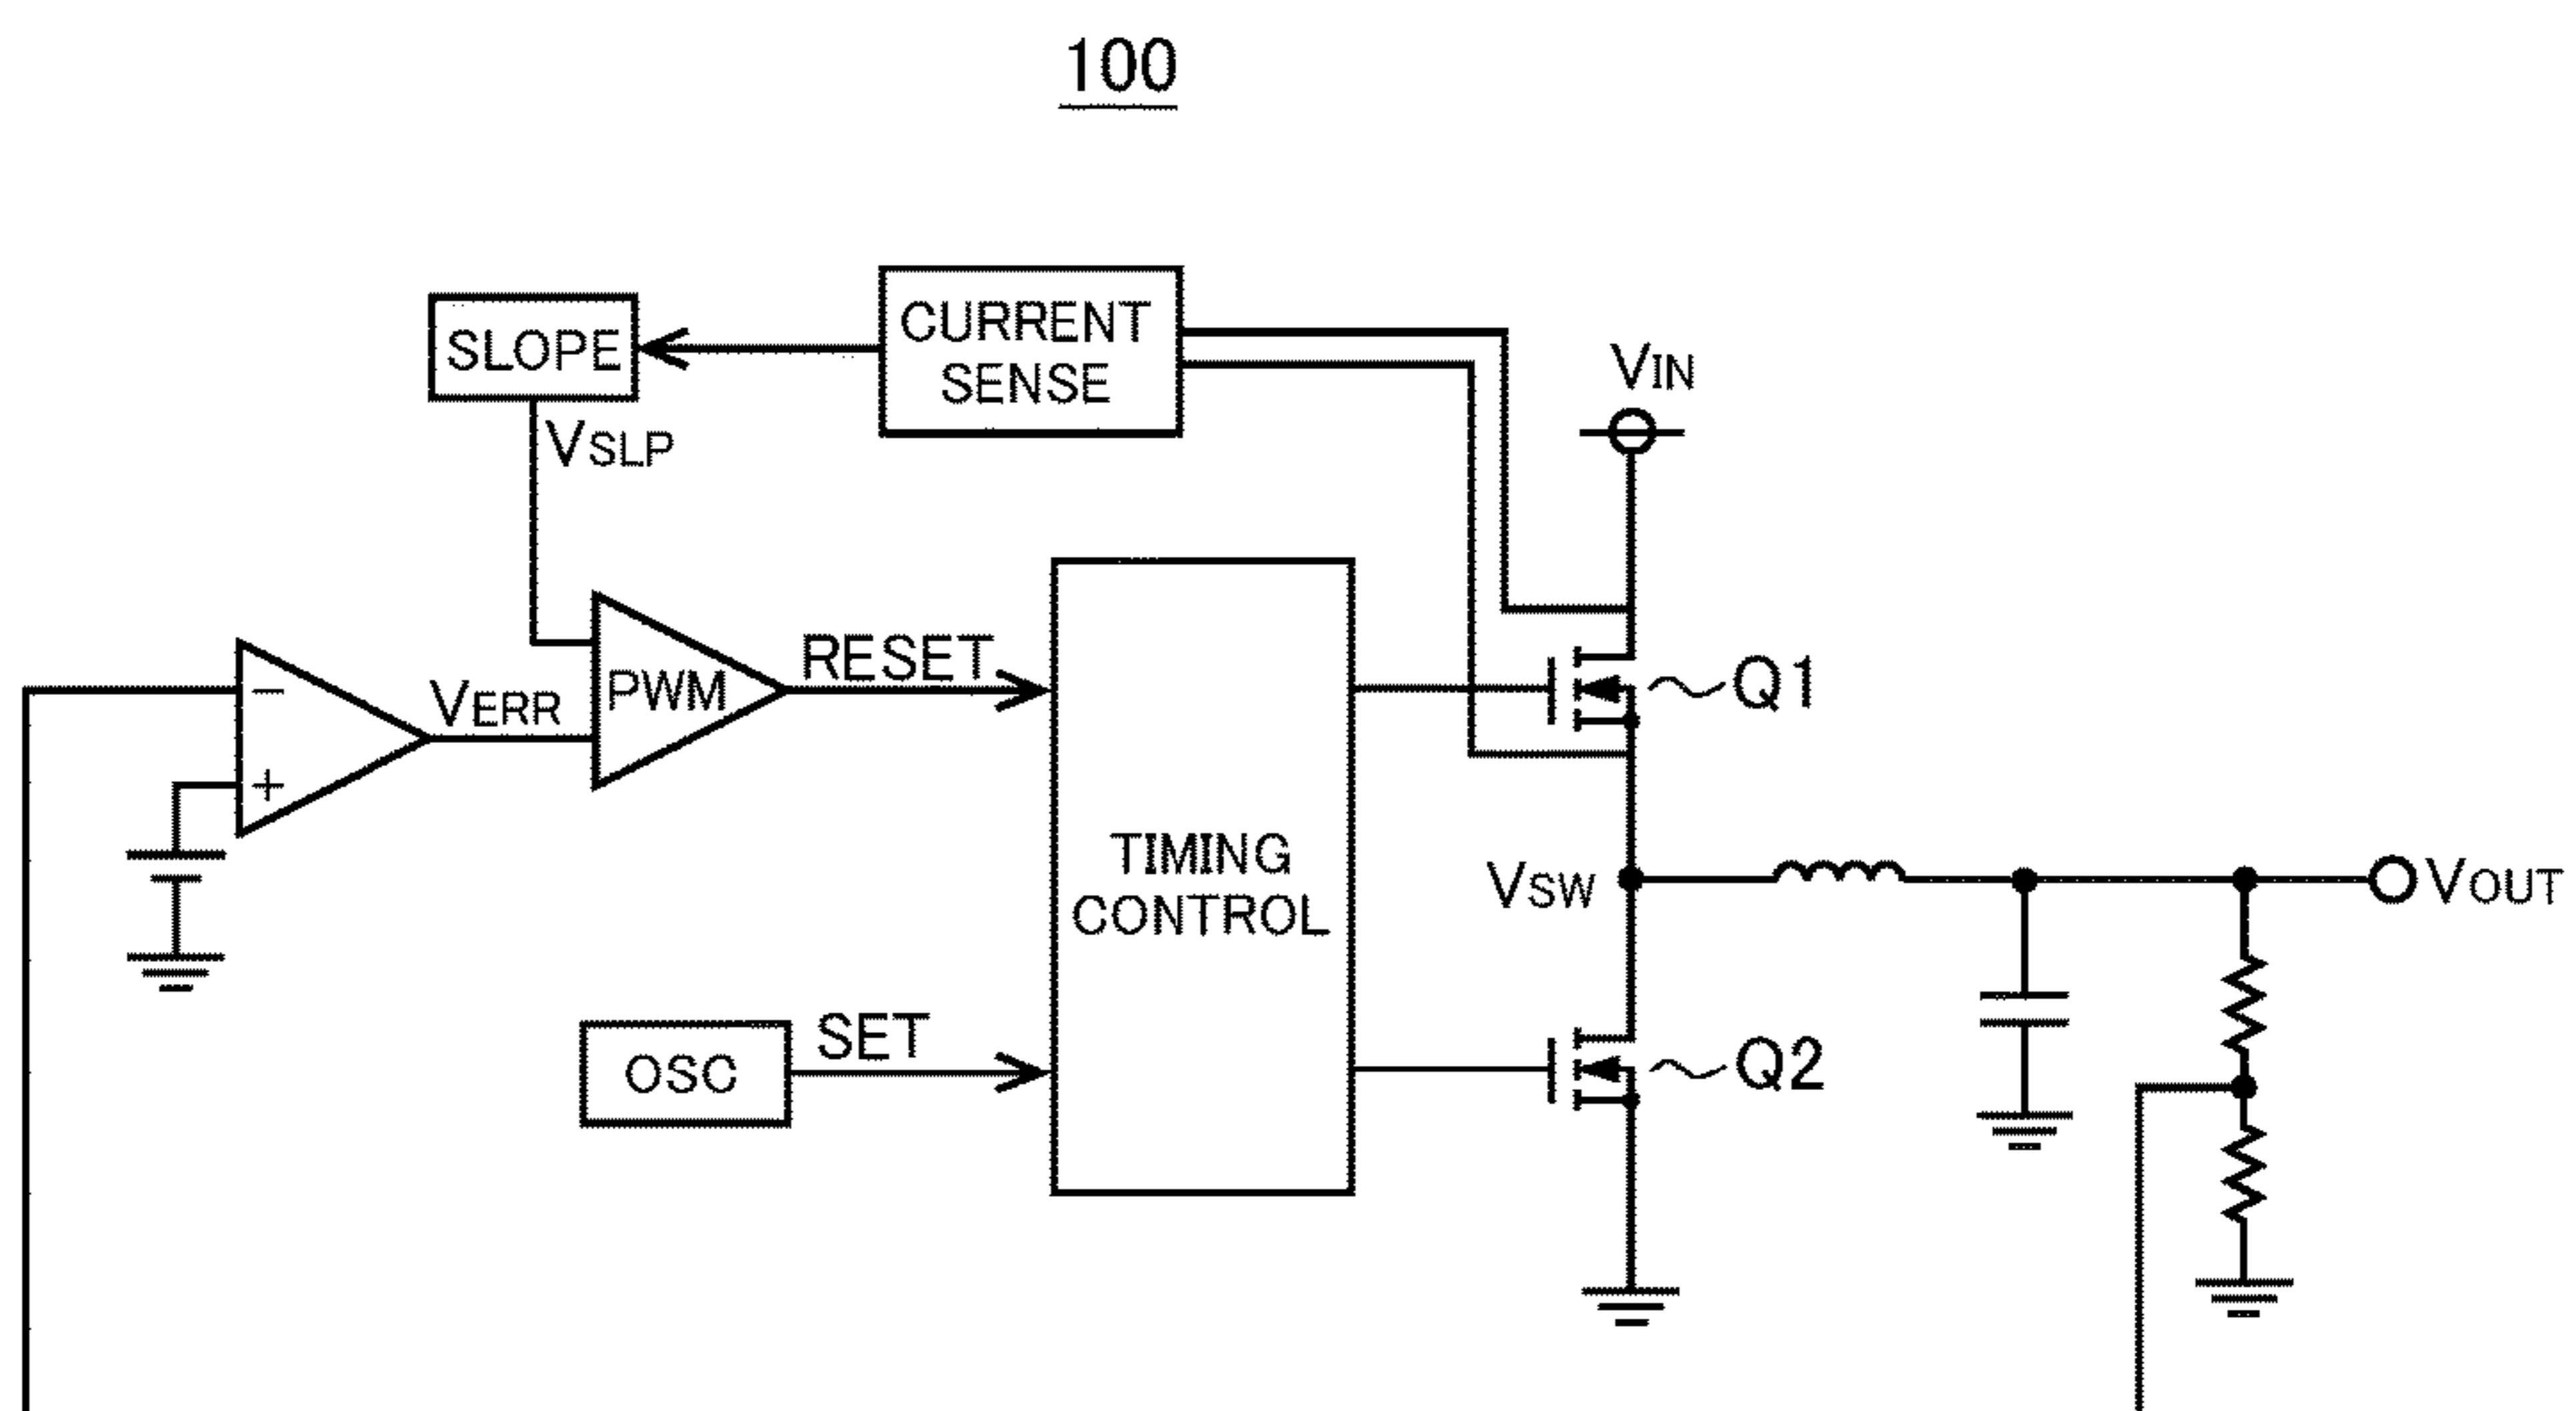 100
CURRENT
SENSE
SLOPE
VIN
VSLP
RESET
Q1
PWM
VERR
−
+
TIMING
CONTROL
VSW
VOUT
SET
OSC
Q2